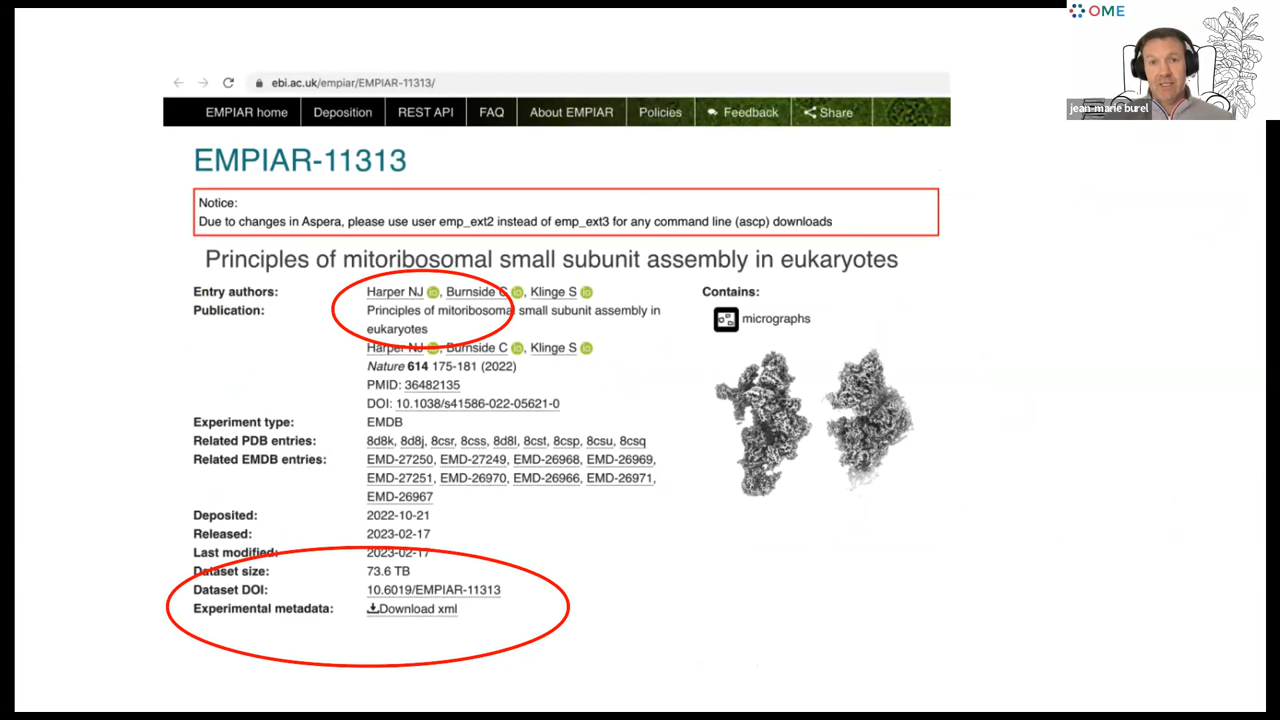 OME
jean-marie burel
ebi.ac.uk/empiar/EMPIAR-11313/
EMPIAR home Deposition REST API FAQ About EMPIAR Policies Feedback Share
EMPIAR-11313
Notice:
Due to changes in Aspera, please use user emp_ext2 instead of emp_ext3 for any command line (ascp) downloads
Principles of mitoribosomal small subunit assembly in eukaryotes
Entry authors: Harper NJ, Burnside C, Klinge S
Publication: Principles of mitoribosomal small subunit assembly in
eukaryotes
Harper NJ, Burnside C, Klinge S
Nature 614 175-181 (2022)
PMID: 36482135
DOI: 10.1038/s41586-022-05621-0
Experiment type: EMDB
Related PDB entries: 8d8k, 8d8j, 8csr, 8css, 8d8l, 8cst, 8csp, 8csu, 8csq
Related EMDB entries: EMD-27250, EMD-27249, EMD-26968, EMD-26969,
EMD-27251, EMD-26970, EMD-26966, EMD-26971,
EMD-26967
Deposited: 2022-10-21
Released: 2023-02-17
Last modified: 2023-02-17
Dataset size: 73.6 TB
Dataset DOI: 10.6019/EMPIAR-11313
Experimental metadata: Download xml
Contains:
micrographs